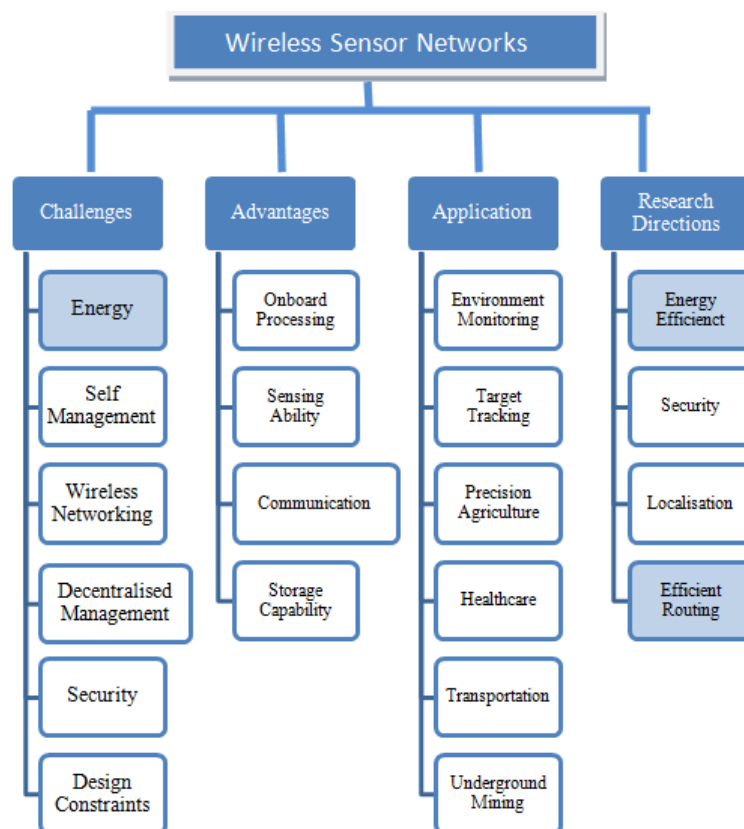 Wireless Sensor Networks
Challenges
Energy
Self
Management
Wireless
Networking
Decentralised
Management
Security
Design
Constraints
Advantages
Onboard
Processing
Sensing
Ability
Communication
Storage
Capability
Application
Environment
Monitoring
Target
Tracking
Precision
Agriculture
Healthcare
Transportation
Underground
Mining
Research
Directions
Energy
Efficienct
Security
Localisation
Efficient
Routing